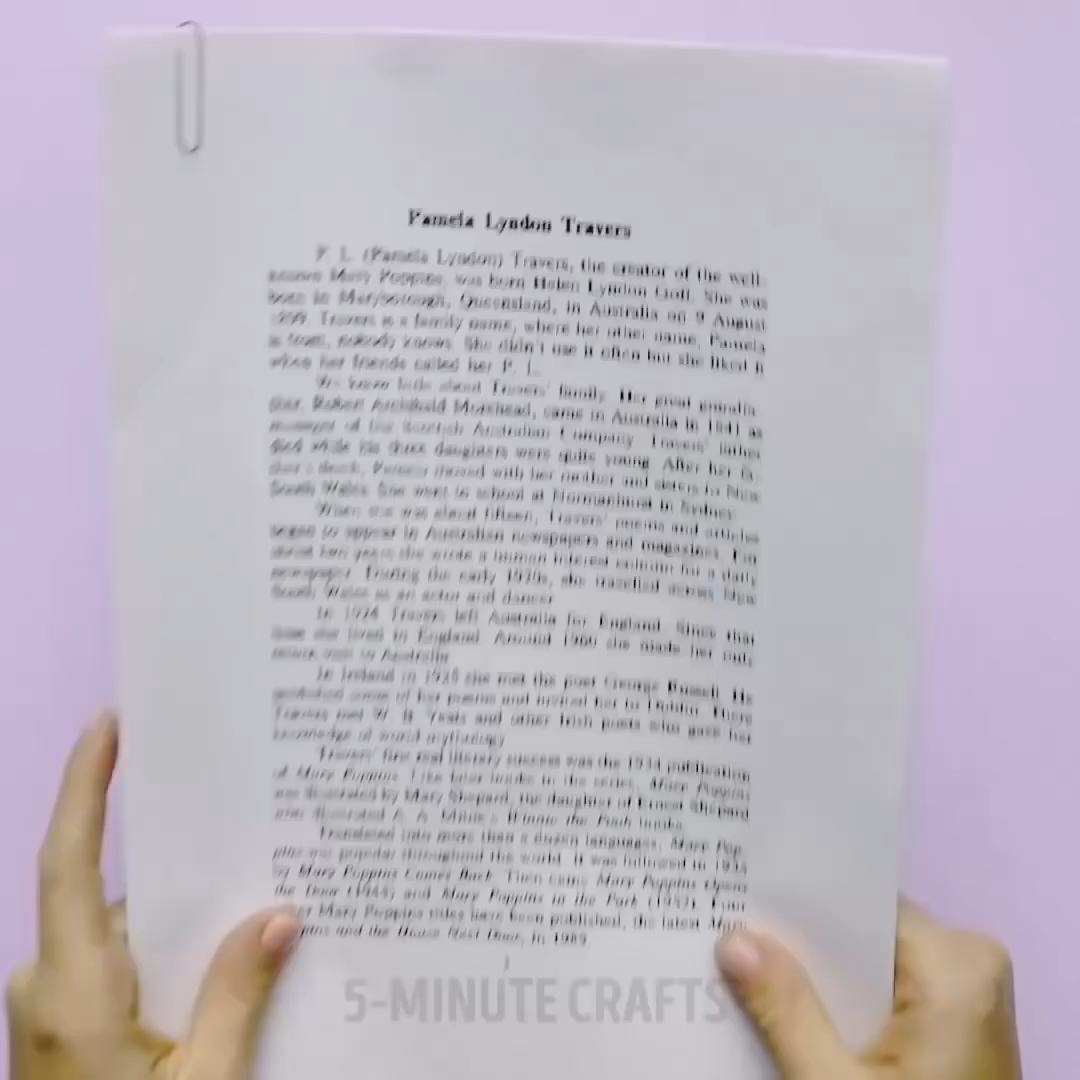 Pamela Lyndon Travers
P. L. (Pamela Lyndon) Travers, the creator of the well-
known Mary Poppins, was born Helen Lyndon Goff. She was
born in Maryborough, Queensland, in Australia on 9 August
1899. Travers is a family name, where her other name, Pamela
is from, nobody knows. She didn't use it often but she liked it
when her friends called her P. L.
We know little about Travers' family. Her great grandfa-
ther, Robert Archibald Morehead, came in Australia in 1841 as
manager of the Scottish Australian Company. Travers' father
died while his three daughters were quite young. After her fa-
ther's death, Pamela moved with her mother and sisters to New
South Wales. She went to school at Normanhurst in Sydney.
When she was about fifteen, Travers' poems and articles
began to appear in Australian newspapers and magazines. For
about two years she wrote a human interest column for a daily
newspaper. During the early 1920s, she travelled across New
South Wales as an actor and dancer.
In 1924 Travers left Australia for England. Since that
time she lived in England. Around 1960 she made her only
return visit to Australia.
In Ireland in 1925 she met the poet George Russell. He
published some of her poems and invited her to Dublin. There
Travers met W. B. Yeats and other Irish poets who gave her
knowledge of world mythology.
Travers' first real literary success was the 1934 publication
of Mary Poppins. Like later books in the series, Mary Poppins
was illustrated by Mary Shepard, the daughter of Ernest Shepard
who illustrated A. A. Milne's Winnie the Pooh books.
Translated into more than a dozen languages, Mary Pop-
pins was popular throughout the world. It was followed in 1935
by Mary Poppins Comes Back. Then came Mary Poppins Opens
the Door (1944) and Mary Poppins in the Park (1952). Four
Mary Poppins titles have been published, the latest Mary
and the House Next Door, in 1989.
5-MINUTE CRAFTS